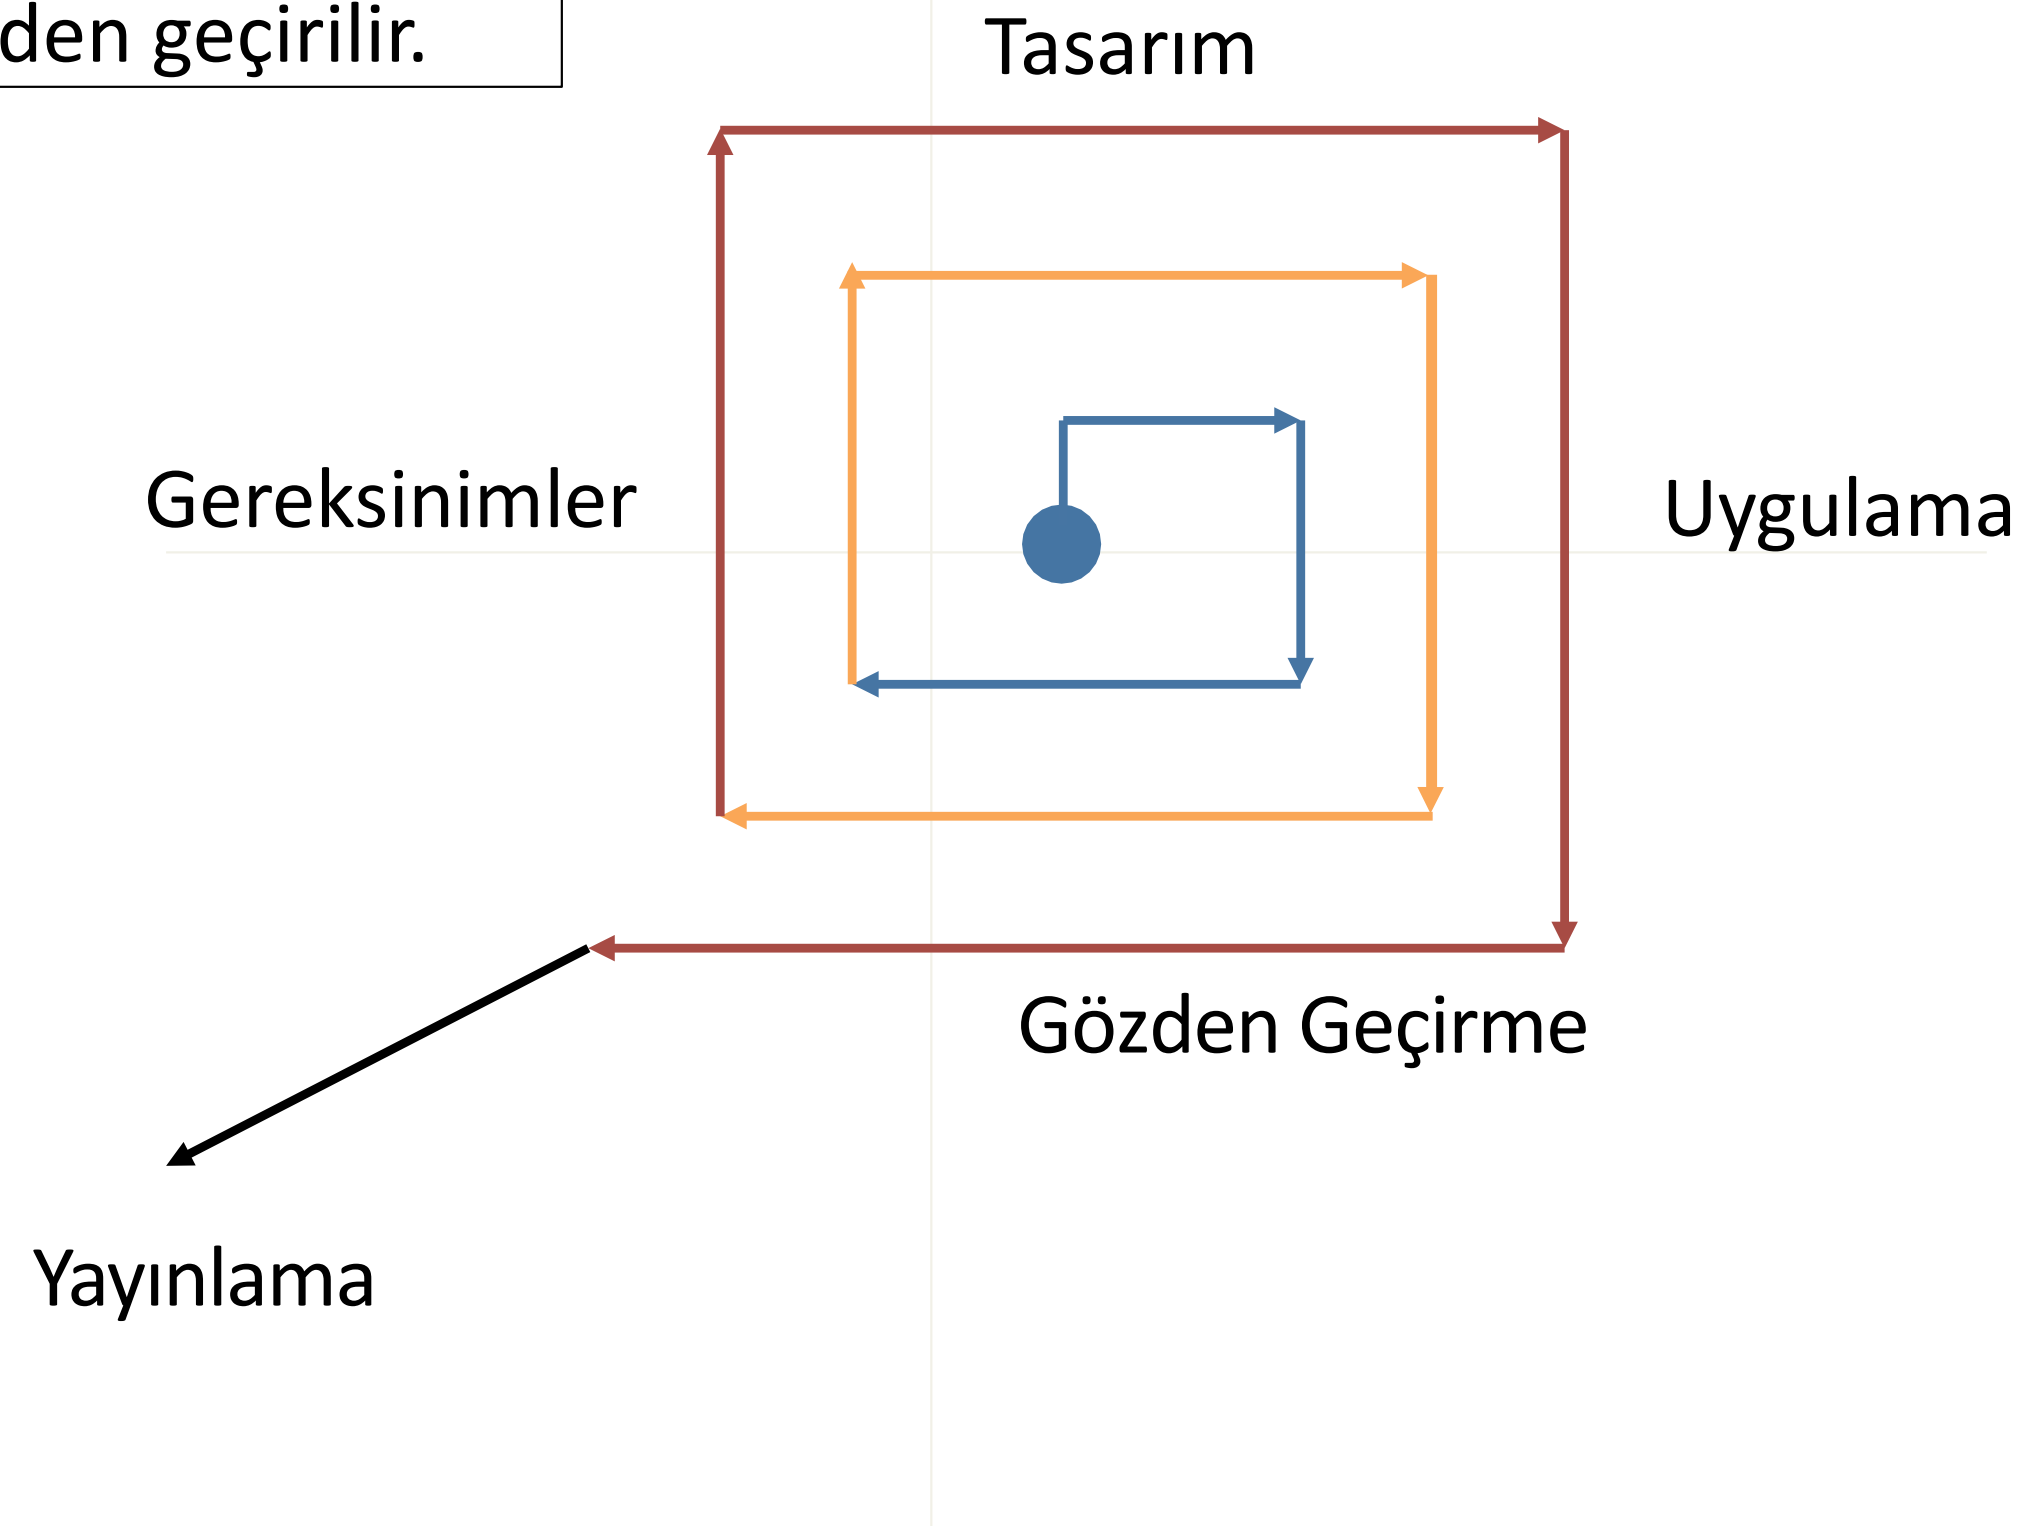 den geçirilir.
Tasarım
Gereksinimler
Uygulama
Gözden Geçirme
Yayınlama